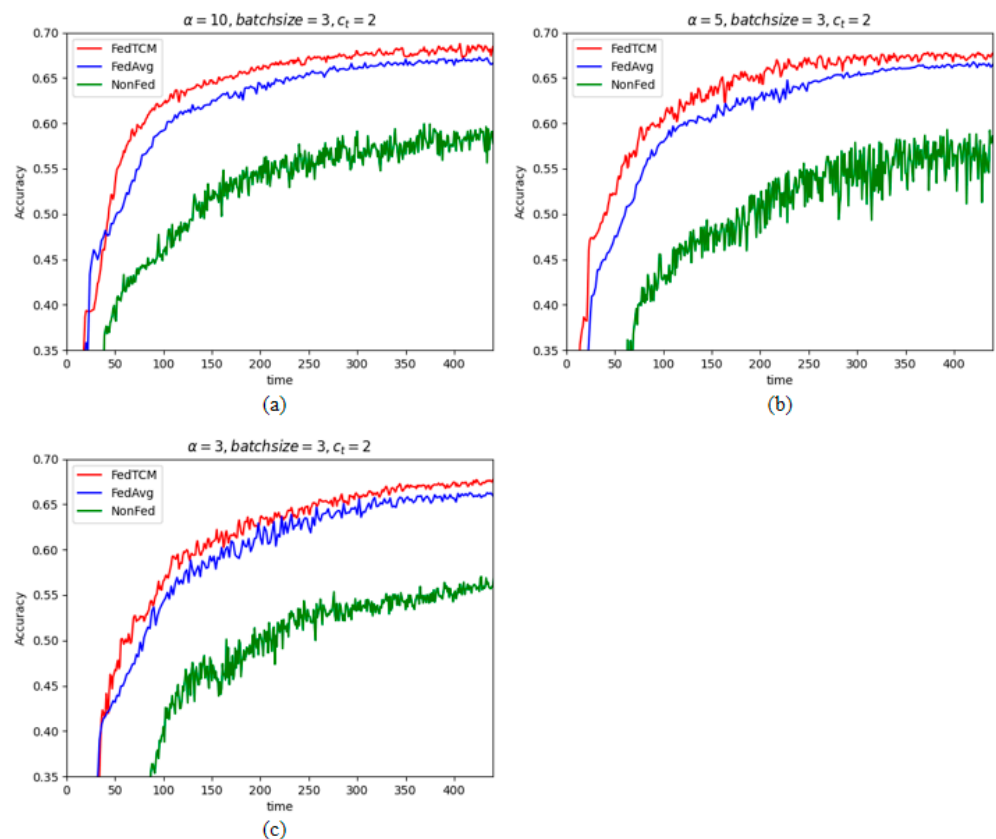 α = 10, batchsize = 3, c_t = 2
0.70
0.65
0.60
0.55
0.50
0.45
0.40
0.35
Accuracy
FedTCM
FedAvg
NonFed
0 50 100 150 200 250 300 350 400
time
(a)
α = 5, batchsize = 3, c_t = 2
0.70
0.65
0.60
0.55
0.50
0.45
0.40
0.35
Accuracy
FedTCM
FedAvg
NonFed
0 50 100 150 200 250 300 350 400
time
(b)
α = 3, batchsize = 3, c_t = 2
0.70
0.65
0.60
0.55
0.50
0.45
0.40
0.35
Accuracy
FedTCM
FedAvg
NonFed
0 50 100 150 200 250 300 350 400
time
(c)